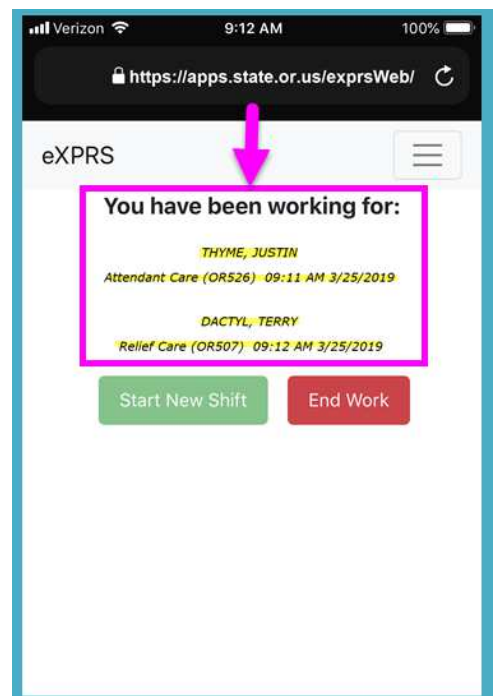 Verizon 9:12 AM 100%
https://apps.state.or.us/exprsWeb/
eXPRS
You have been working for:
THYME, JUSTIN
Attendant Care (OR526) 09:11 AM 3/25/2019
DACTYL, TERRY
Relief Care (OR507) 09:12 AM 3/25/2019
Start New Shift End Work